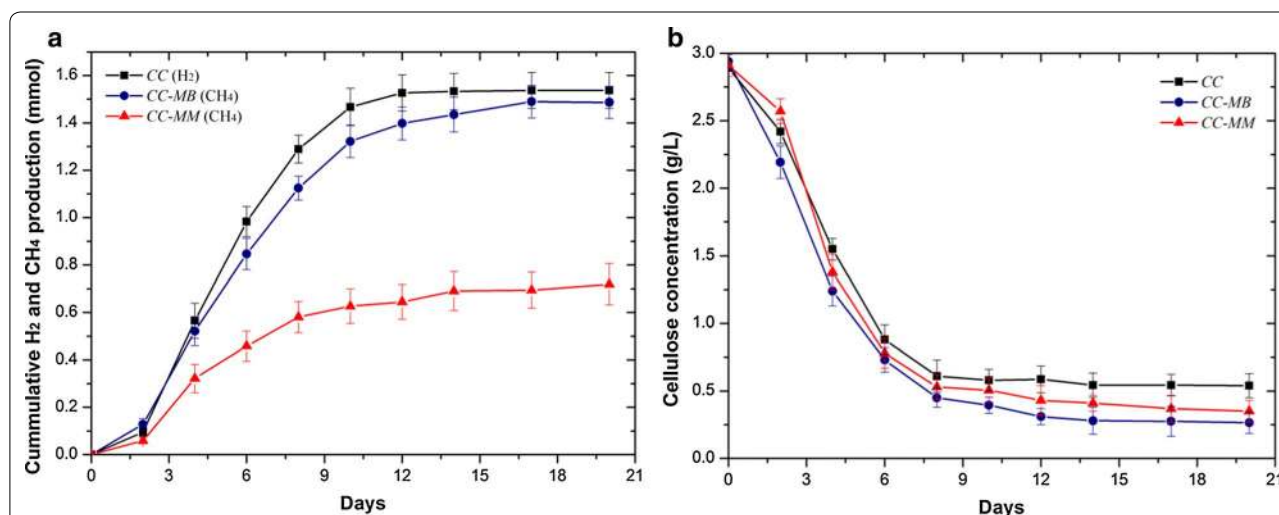 a
CC (H2)
CC-MB (CH4)
CC-MM (CH4)
Cummulative H2 and CH4 production (mmol)
1.6
1.4
1.2
1.0
0.8
0.6
0.4
0.2
0.0
0 3 6 9 12 15 18 21
Days
b
CC
CC-MB
CC-MM
Cellulose concentration (g/L)
3.0
2.5
2.0
1.5
1.0
0.5
0.0
0 3 6 9 12 15 18 21
Days